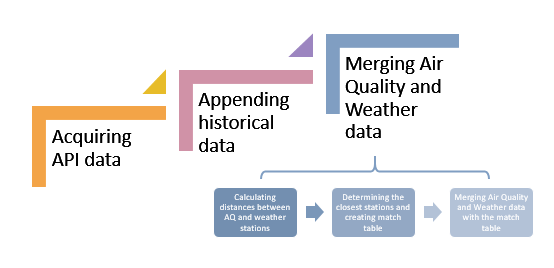 Acquiring
API data
Appending
historical
data
Merging Air
Quality and
Weather
data
Calculating
distances between
AQ and weather
stations
Determining the
closest stations and
creating match
table
Merging Air Quality
and Weather data
with the match
table